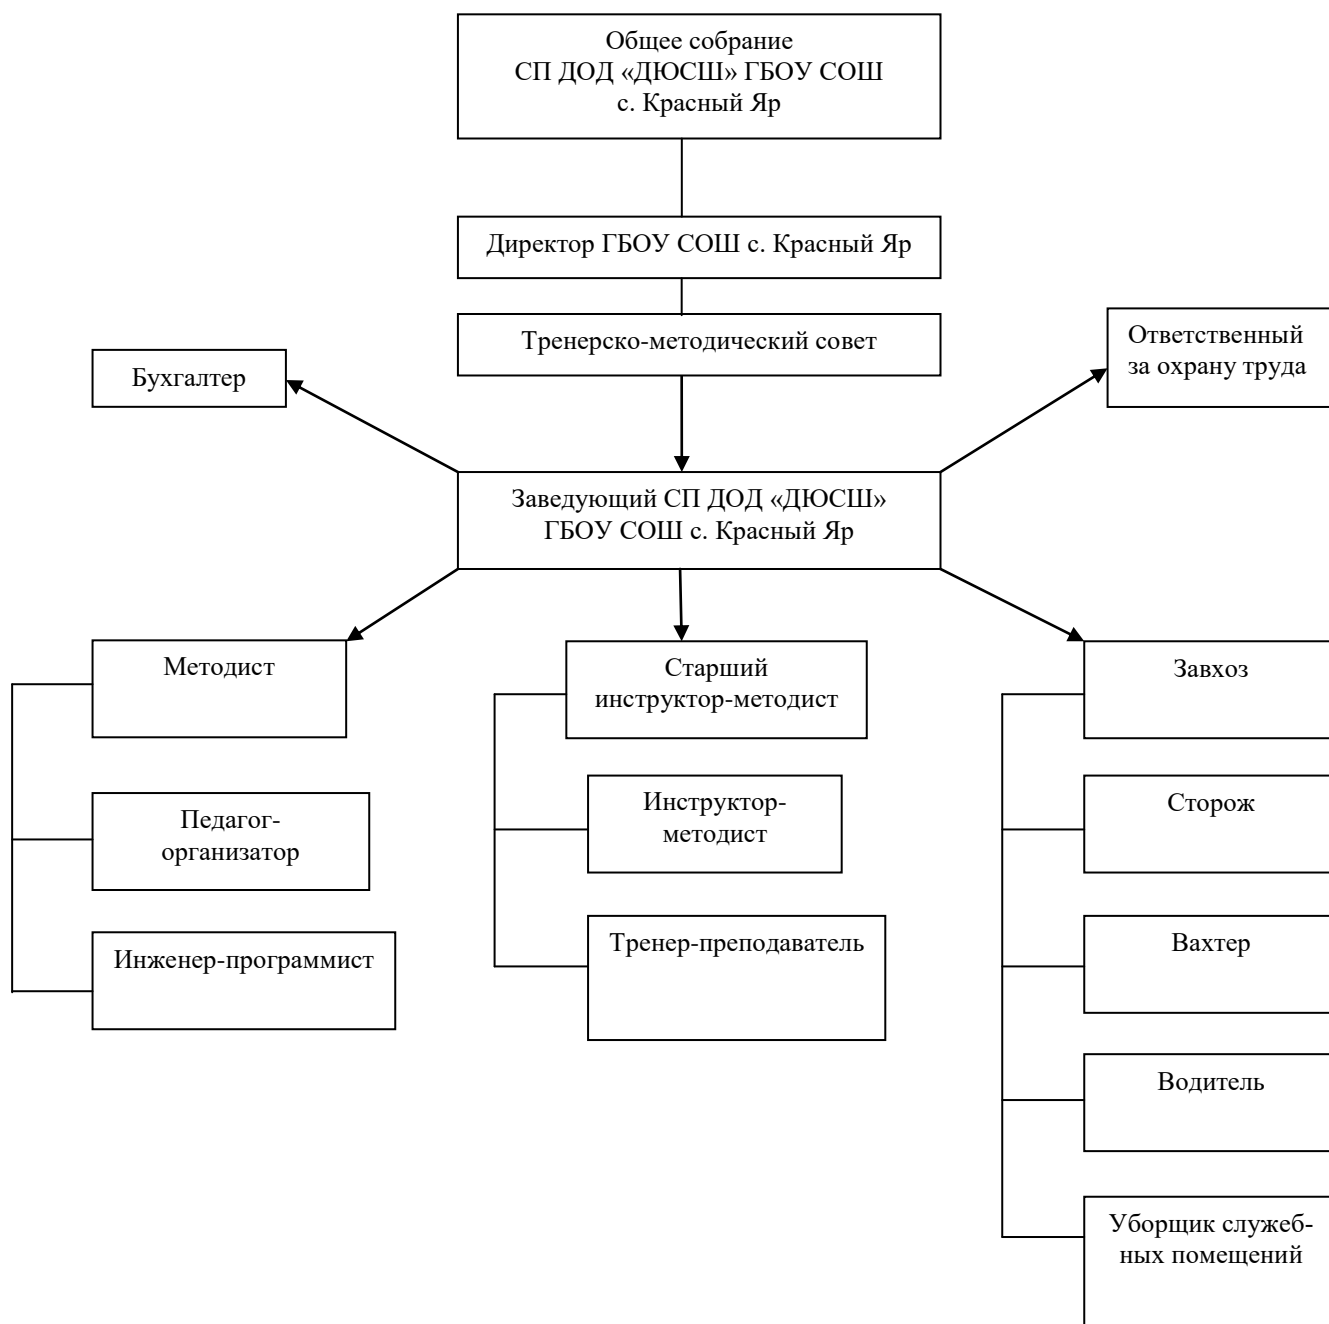 Общее собрание
СП ДОД «ДЮСШ» ГБОУ СОШ
с. Красный Яр
Директор ГБОУ СОШ с. Красный Яр
Тренерско-методический совет
Бухгалтер
Ответственный
за охрану труда
Заведующий СП ДОД «ДЮСШ»
ГБОУ СОШ с. Красный Яр
Методист
Педагог-
организатор
Инженер-программист
Старший
инструктор-методист
Инструктор-
методист
Тренер-преподаватель
Завхоз
Сторож
Вахтер
Водитель
Уборщик служеб-
ных помещений